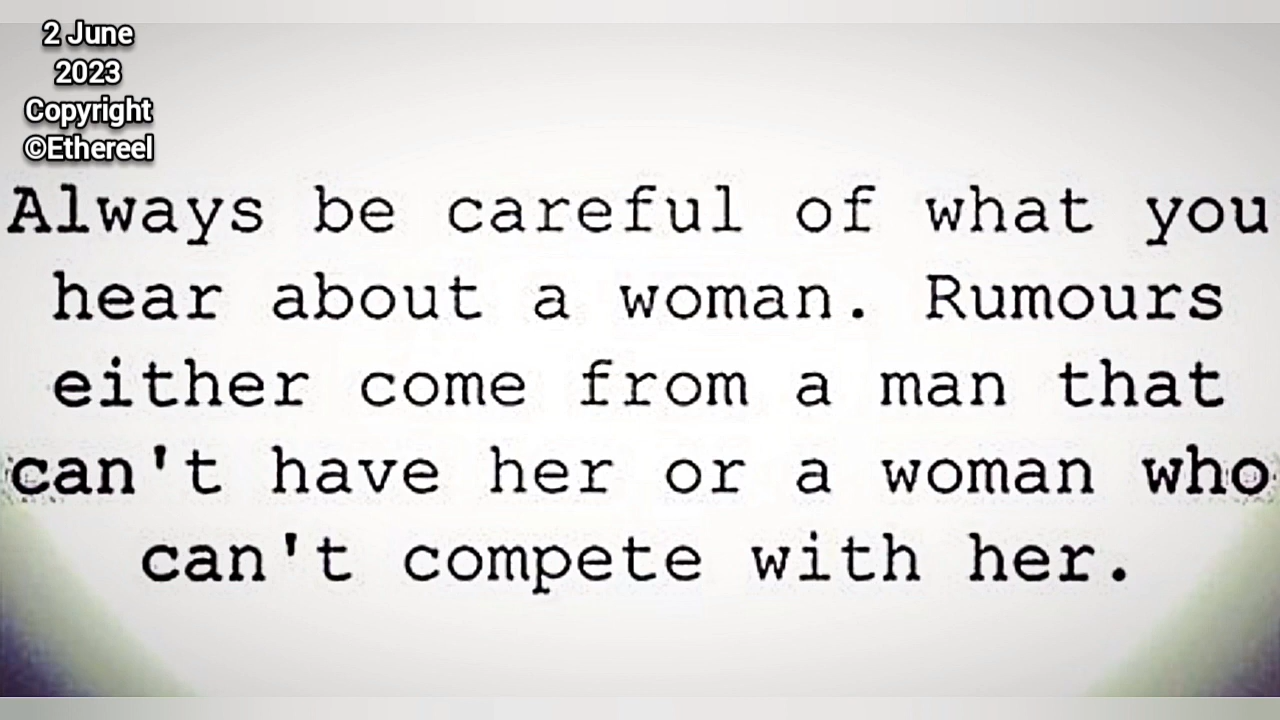 2 June
2023
Copyright
©Ethereel
Always be careful of what you
hear about a woman. Rumours
either come from a man that
can't have her or a woman who
can't compete with her.